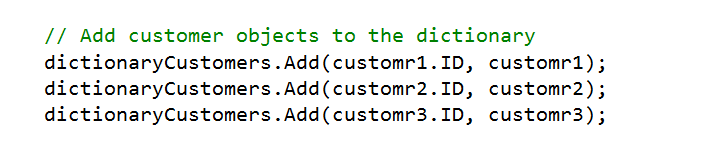 // Add customer objects to the dictionary
dictionaryCustomers.Add(customr1.ID, customr1);
dictionaryCustomers.Add(customr2.ID, customr2);
dictionaryCustomers.Add(customr3.ID, customr3);